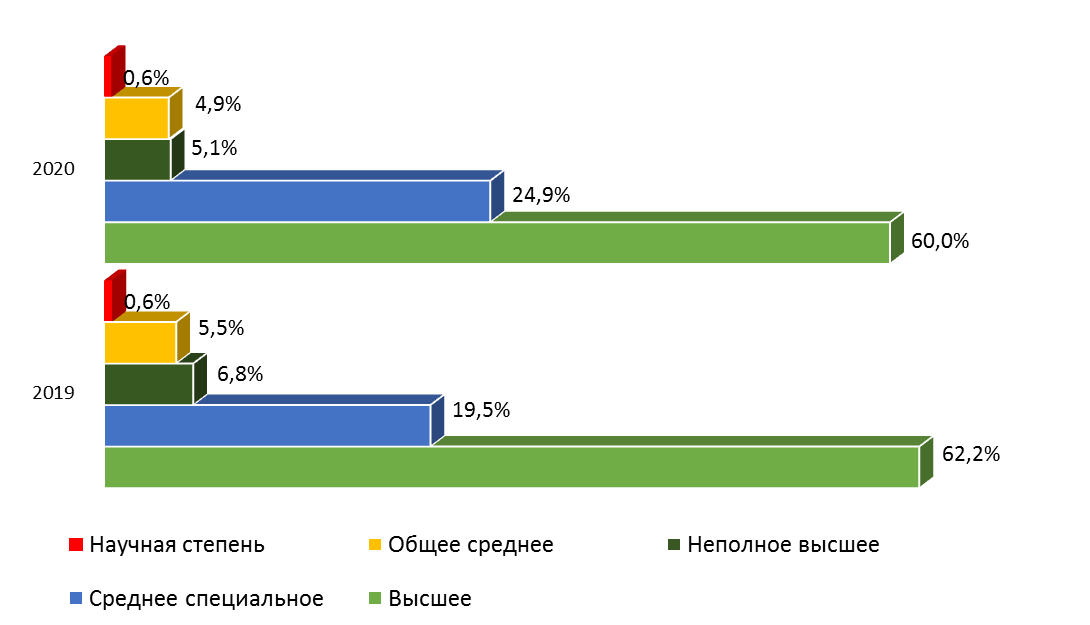 0,6%
4,9%
5,1%
2020
24,9%
60,0%
0,6%
5,5%
6,8%
2019
19,5%
62,2%
Научная степень
Общее среднее
Неполное высшее
Среднее специальное
Высшее